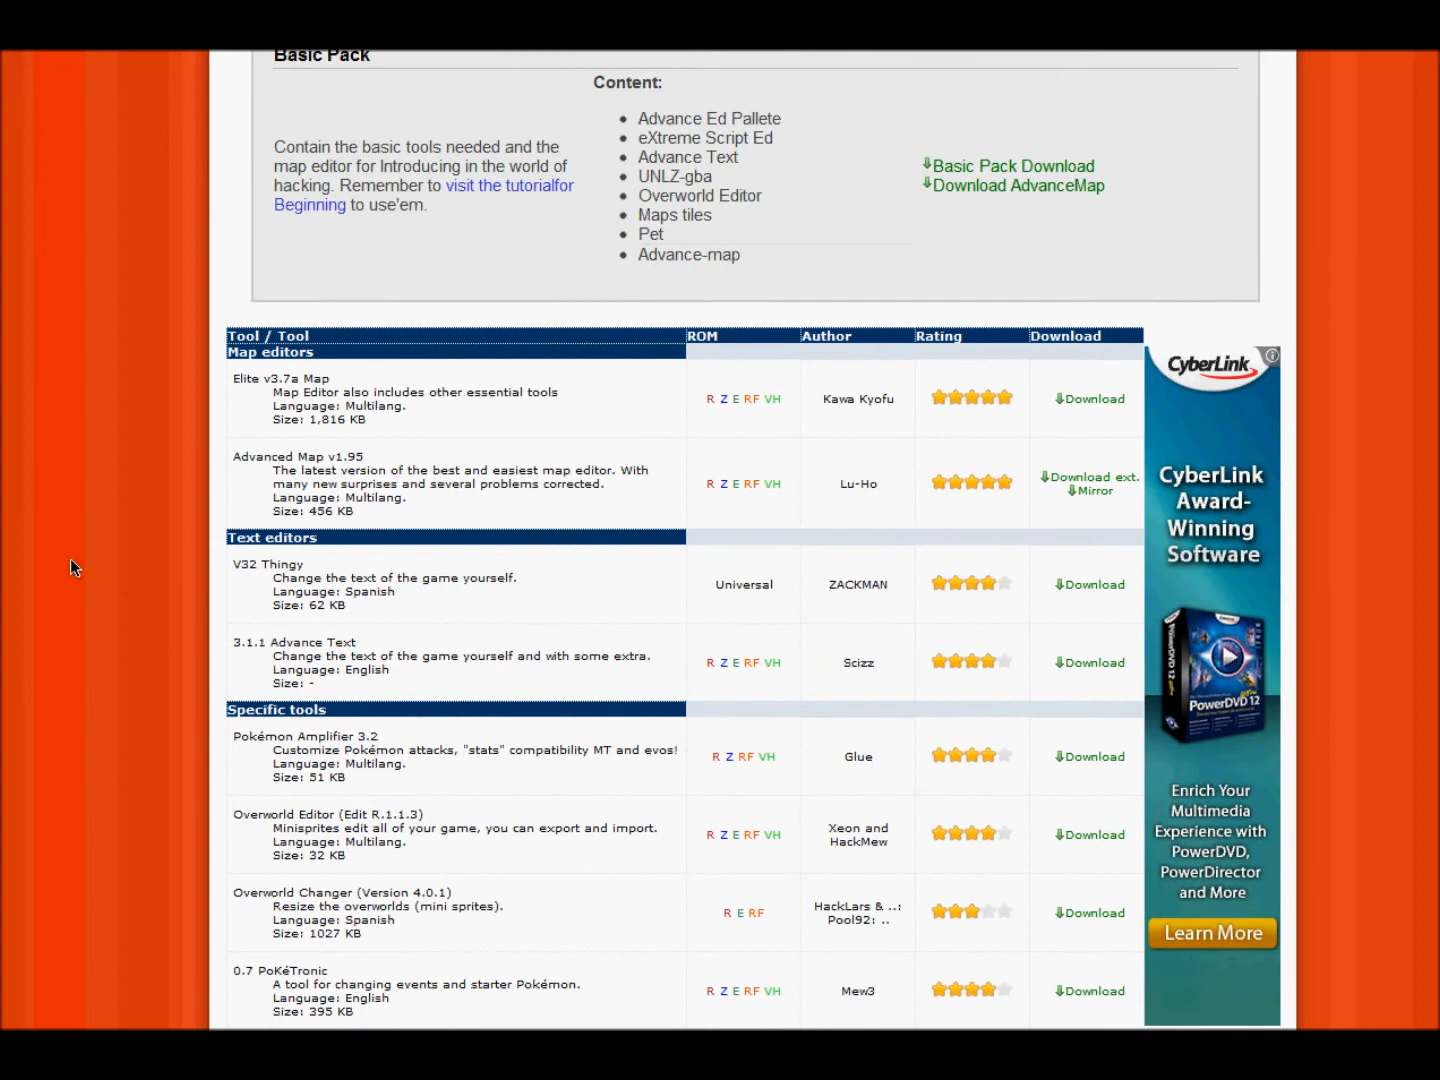 Basic Pack
Content:
Contain the basic tools needed and the
map editor for Introducing in the world of
hacking. Remember to visit the tutorialfor
Beginning to use'em.
Advance Ed Pallete
eXtreme Script Ed
Advance Text
UNLZ-gba
Overworld Editor
Maps tiles
Pet
Advance-map
Basic Pack Download
Download AdvanceMap
Tool / Tool ROM Author Rating Download
Map editors
Elite v3.7a Map
Map Editor also includes other essential tools
Language: Multilang.
Size: 1,816 KB
R Z E RF VH
Kawa Kyofu
Download
Advanced Map v1.95
The latest version of the best and easiest map editor. With
many new surprises and several problems corrected.
Language: Multilang.
Size: 456 KB
R Z E RF VH
Lu-Ho
Download ext.
Mirror
Text editors
V32 Thingy
Change the text of the game yourself.
Language: Spanish
Size: 62 KB
Universal
ZACKMAN
Download
3.1.1 Advance Text
Change the text of the game yourself and with some extra.
Language: English
Size: -
R Z E RF VH
Scizz
Download
Specific tools
Pokémon Amplifier 3.2
Customize Pokémon attacks, "stats" compatibility MT and evos!
Language: Multilang.
Size: 51 KB
R Z RF VH
Glue
Download
Overworld Editor (Edit R.1.1.3)
Minisprites edit all of your game, you can export and import.
Language: Multilang.
Size: 32 KB
R Z E RF VH
Xeon and
HackMew
Download
Overworld Changer (Version 4.0.1)
Resize the overworlds (mini sprites).
Language: Spanish
Size: 1027 KB
R E RF
HackLars & ..:
Pool92: ..
Download
0.7 PoKéTronic
A tool for changing events and starter Pokémon.
Language: English
Size: 395 KB
R Z E RF VH
Mew3
Download
CyberLink
CyberLink
Award-
Winning
Software
PowerDVD 12
Enrich Your
Multimedia
Experience with
PowerDVD,
PowerDirector
and More
Learn More